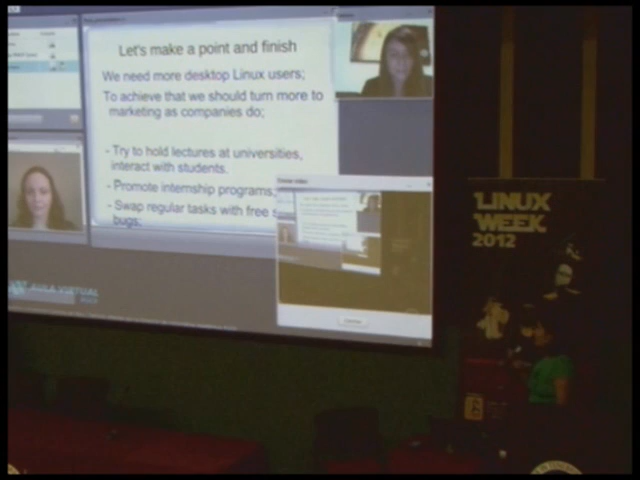 Let's make a point and finish
We need more desktop Linux users;
To achieve that we should turn more to
marketing as companies do;
- Try to hold lectures at universities,
interact with students.
- Promote internship programs,
- Swap regular tasks with free
bugs;
AULA VIRTUAL
LINUX
WEEK
2012